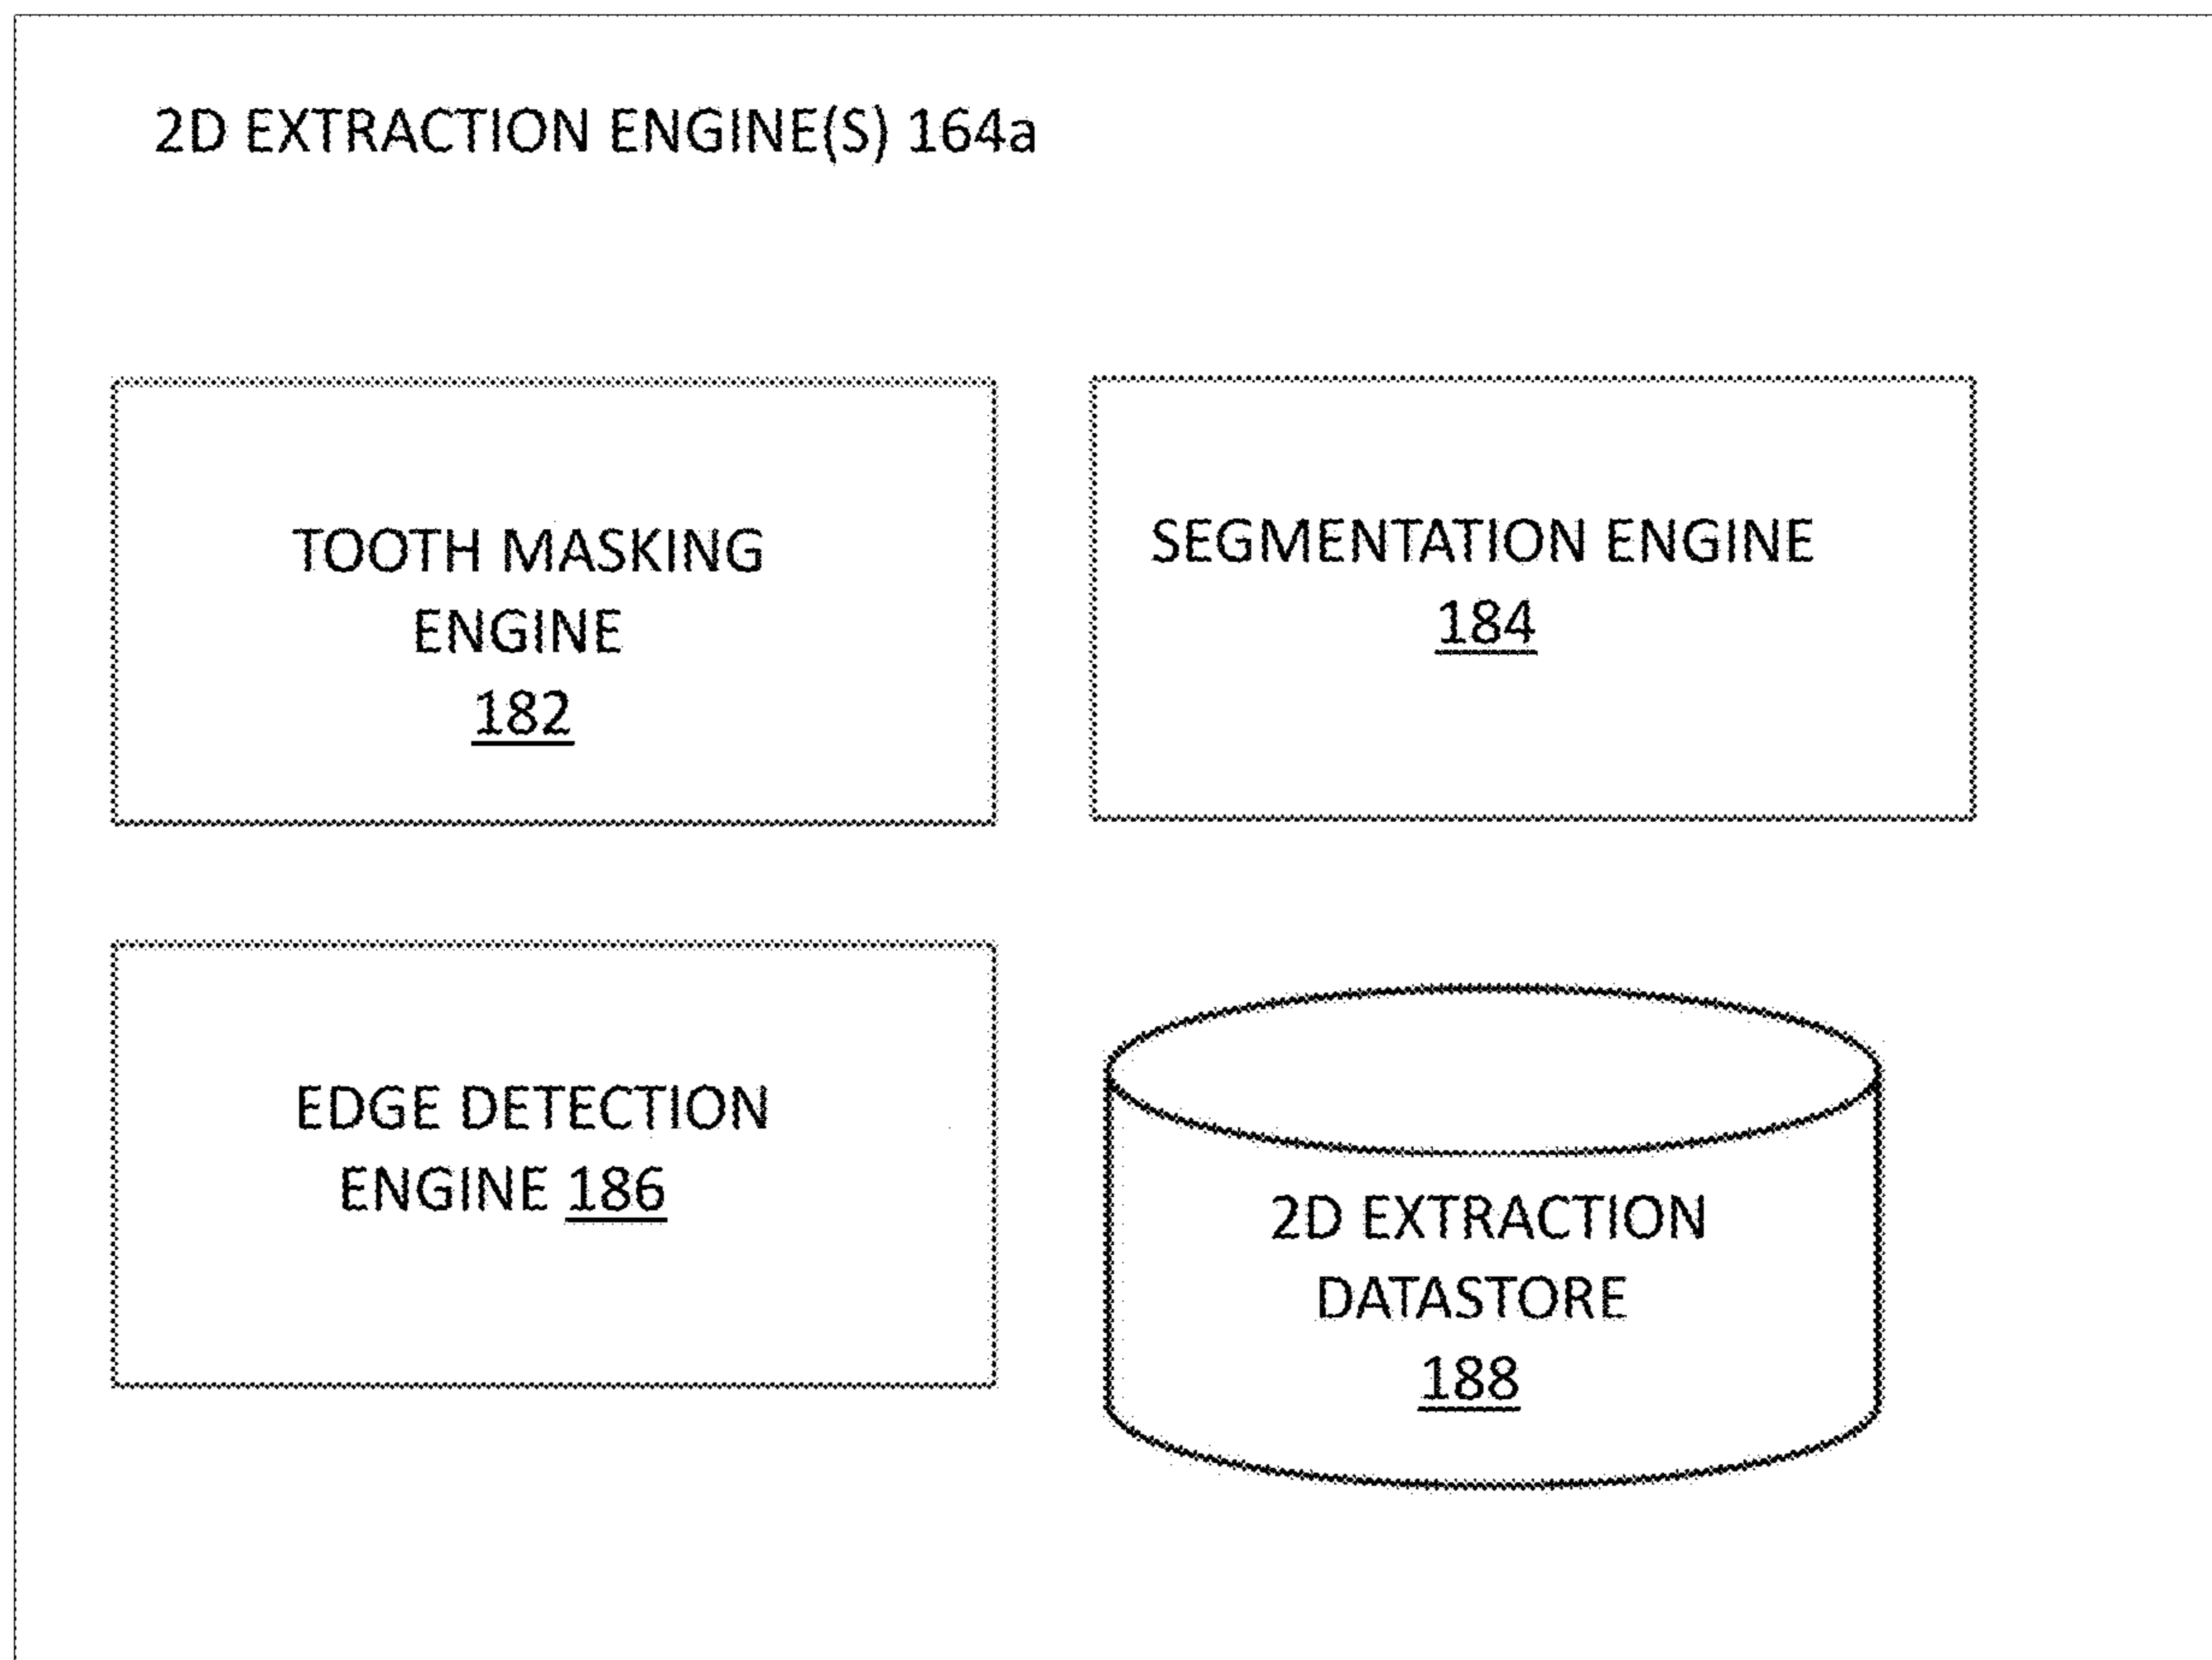 2D EXTRACTION ENGINE(S) 164a
TOOTH MASKING
ENGINE
182
SEGMENTATION ENGINE
184
EDGE DETECTION
ENGINE 186
2D EXTRACTION
DATASTORE
188